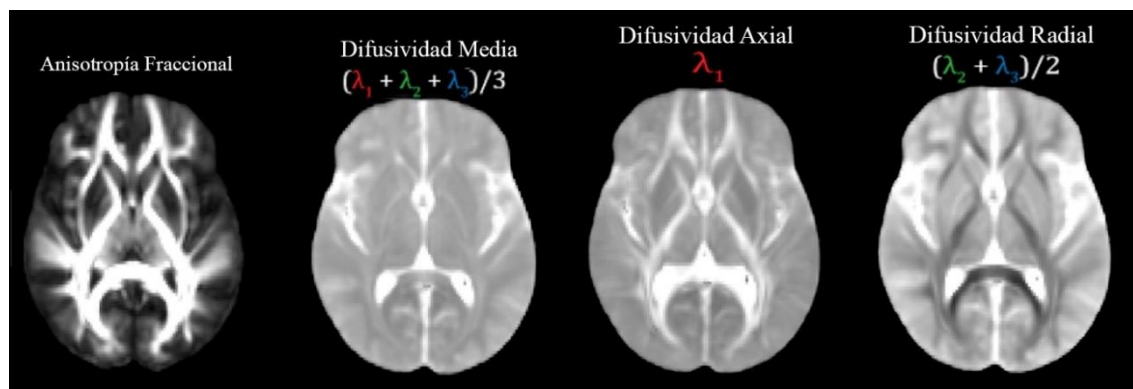 Anisotropía Fraccional
Difusividad Media
(λ₁ + λ₂ + λ₃)/3
Difusividad Axial
λ₁
Difusividad Radial
(λ₂ + λ₃)/2